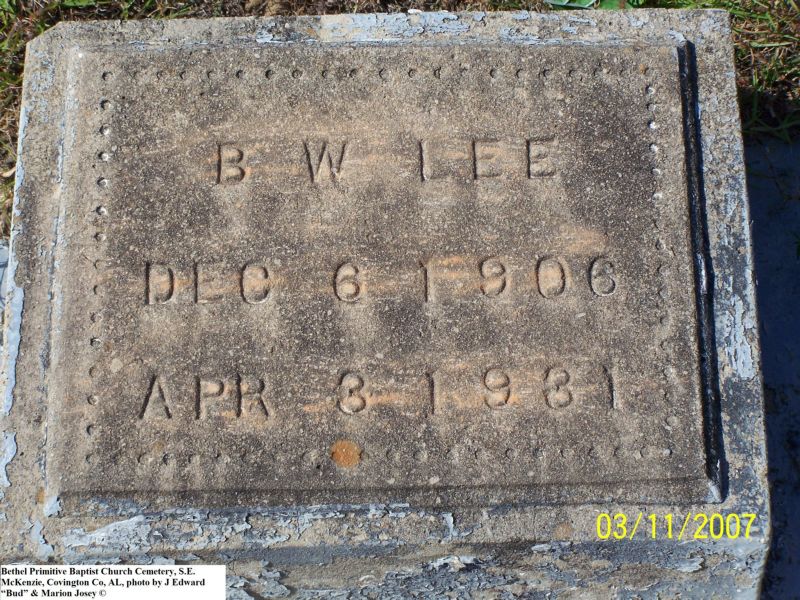 B W LEE
DEC 6 1906
APR 3 1931
03/11/2007
Bethel Primitive Baptist Church Cemetery, S.E.
McKenzie, Covington Co, AL, photo by J Edward
“Bud” & Marion Josey ©